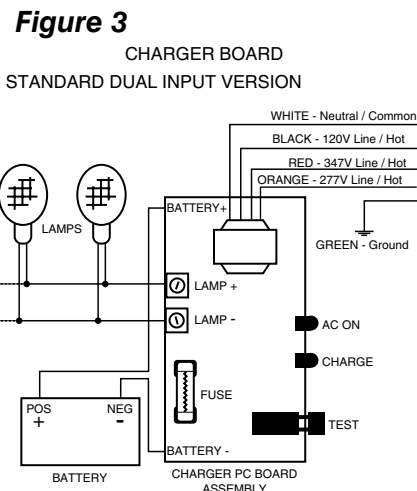 Figure 3
CHARGER BOARD
STANDARD DUAL INPUT VERSION
WHITE - Neutral / Common
BLACK - 120V Line / Hot
RED - 347V Line / Hot
ORANGE - 277V Line / Hot
BATTERY+
LAMPS
GREEN - Ground
LAMP +
LAMP -
AC ON
CHARGE
FUSE
POS
NEG
+
-
TEST
BATTERY -
BATTERY
CHARGER PC BOARD
ASSEMBLY